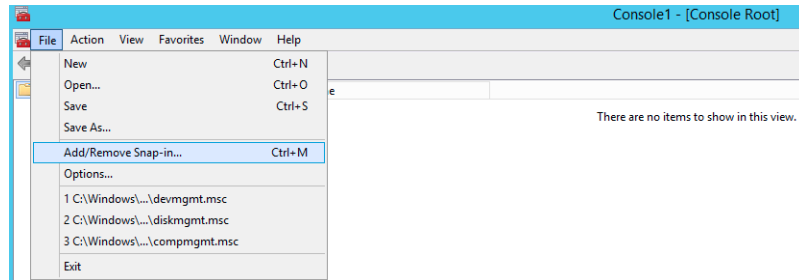 Console1 - [Console Root]
File Action View Favorites Window Help
New Ctrl+N
Open... Ctrl+O
Save Ctrl+S
Save As...
Add/Remove Snap-in... Ctrl+M
Options...
1 C:\Windows\...\devmgmt.msc
2 C:\Windows\...\diskmgmt.msc
3 C:\Windows\...\compmgmt.msc
Exit
There are no items to show in this view.